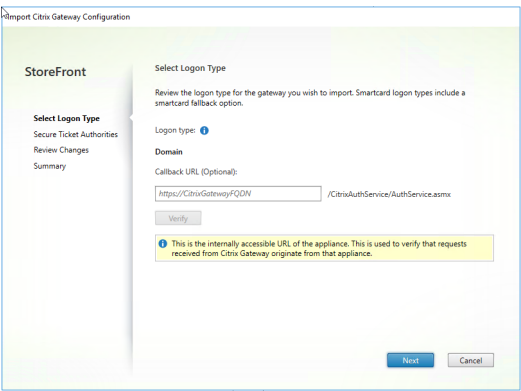 Import Citrix Gateway Configuration
StoreFront
Select Logon Type
Secure Ticket Authorities
Review Changes
Summary
Select Logon Type
Review the logon type for the gateway you wish to import. Smartcard logon types include a
smartcard fallback option.
Logon type:
Domain
Callback URL (Optional):
https://CitrixGatewayFQDN /CitrixAuthService/AuthService.asmx
Verify
This is the internally accessible URL of the appliance. This is used to verify that requests
received from Citrix Gateway originate from that appliance.
Next Cancel